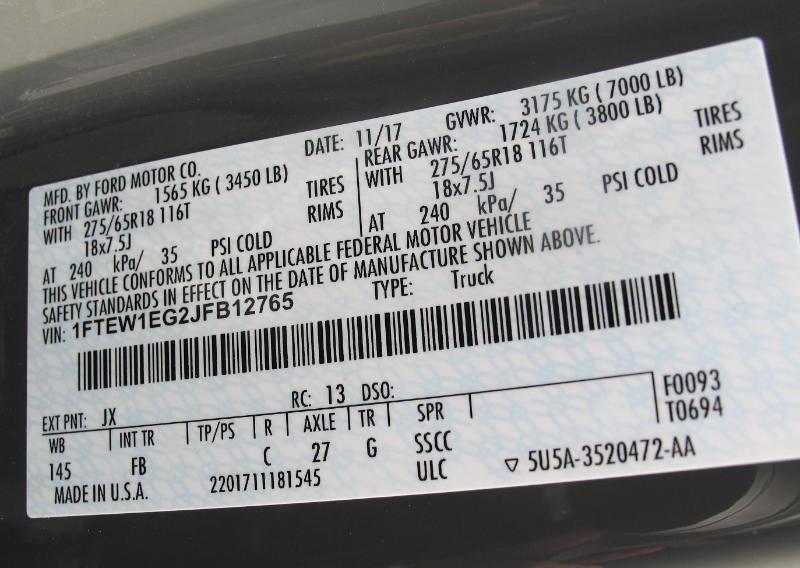 MFD. BY FORD MOTOR CO. DATE: 11/17 GVWR: 3175 KG ( 7000 LB)
FRONT GAWR: 1565 KG ( 3450 LB) REAR GAWR: 1724 KG ( 3800 LB)
WITH 275/65R18 116T TIRES WITH 275/65R18 116T TIRES
18x7.5J RIMS 18x7.5J RIMS
AT 240 kPa/ 35 PSI COLD AT 240 kPa/ 35 PSI COLD
THIS VEHICLE CONFORMS TO ALL APPLICABLE FEDERAL MOTOR VEHICLE
SAFETY STANDARDS IN EFFECT ON THE DATE OF MANUFACTURE SHOWN ABOVE.
VIN: 1FTEW1EG2JFB12765 TYPE: Truck
EXT PNT: JX RC: 13 DSO: F0093
WB INT TR TP/PS R AXLE TR SPR T0694
145 FB C 27 G SSCC
MADE IN U.S.A. 2201711181545 ULC ▽ 5U5A-3520472-AA